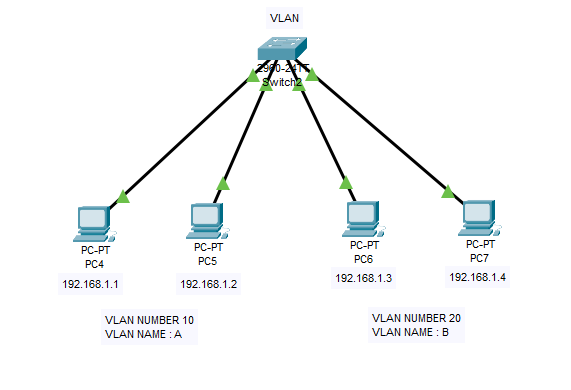 VLAN
2960-24TT
Switch2
PC-PT
PC4
192.168.1.1
PC-PT
PC5
192.168.1.2
PC-PT
PC6
192.168.1.3
PC-PT
PC7
192.168.1.4
VLAN NUMBER 10
VLAN NAME : A
VLAN NUMBER 20
VLAN NAME : B